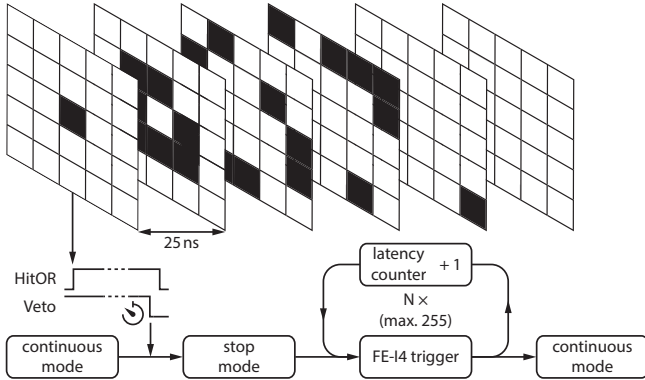 25 ns
HitOR
Veto
latency
counter
+ 1
N ×
(max. 255)
continuous
mode
stop
mode
FE-I4 trigger
continuous
mode